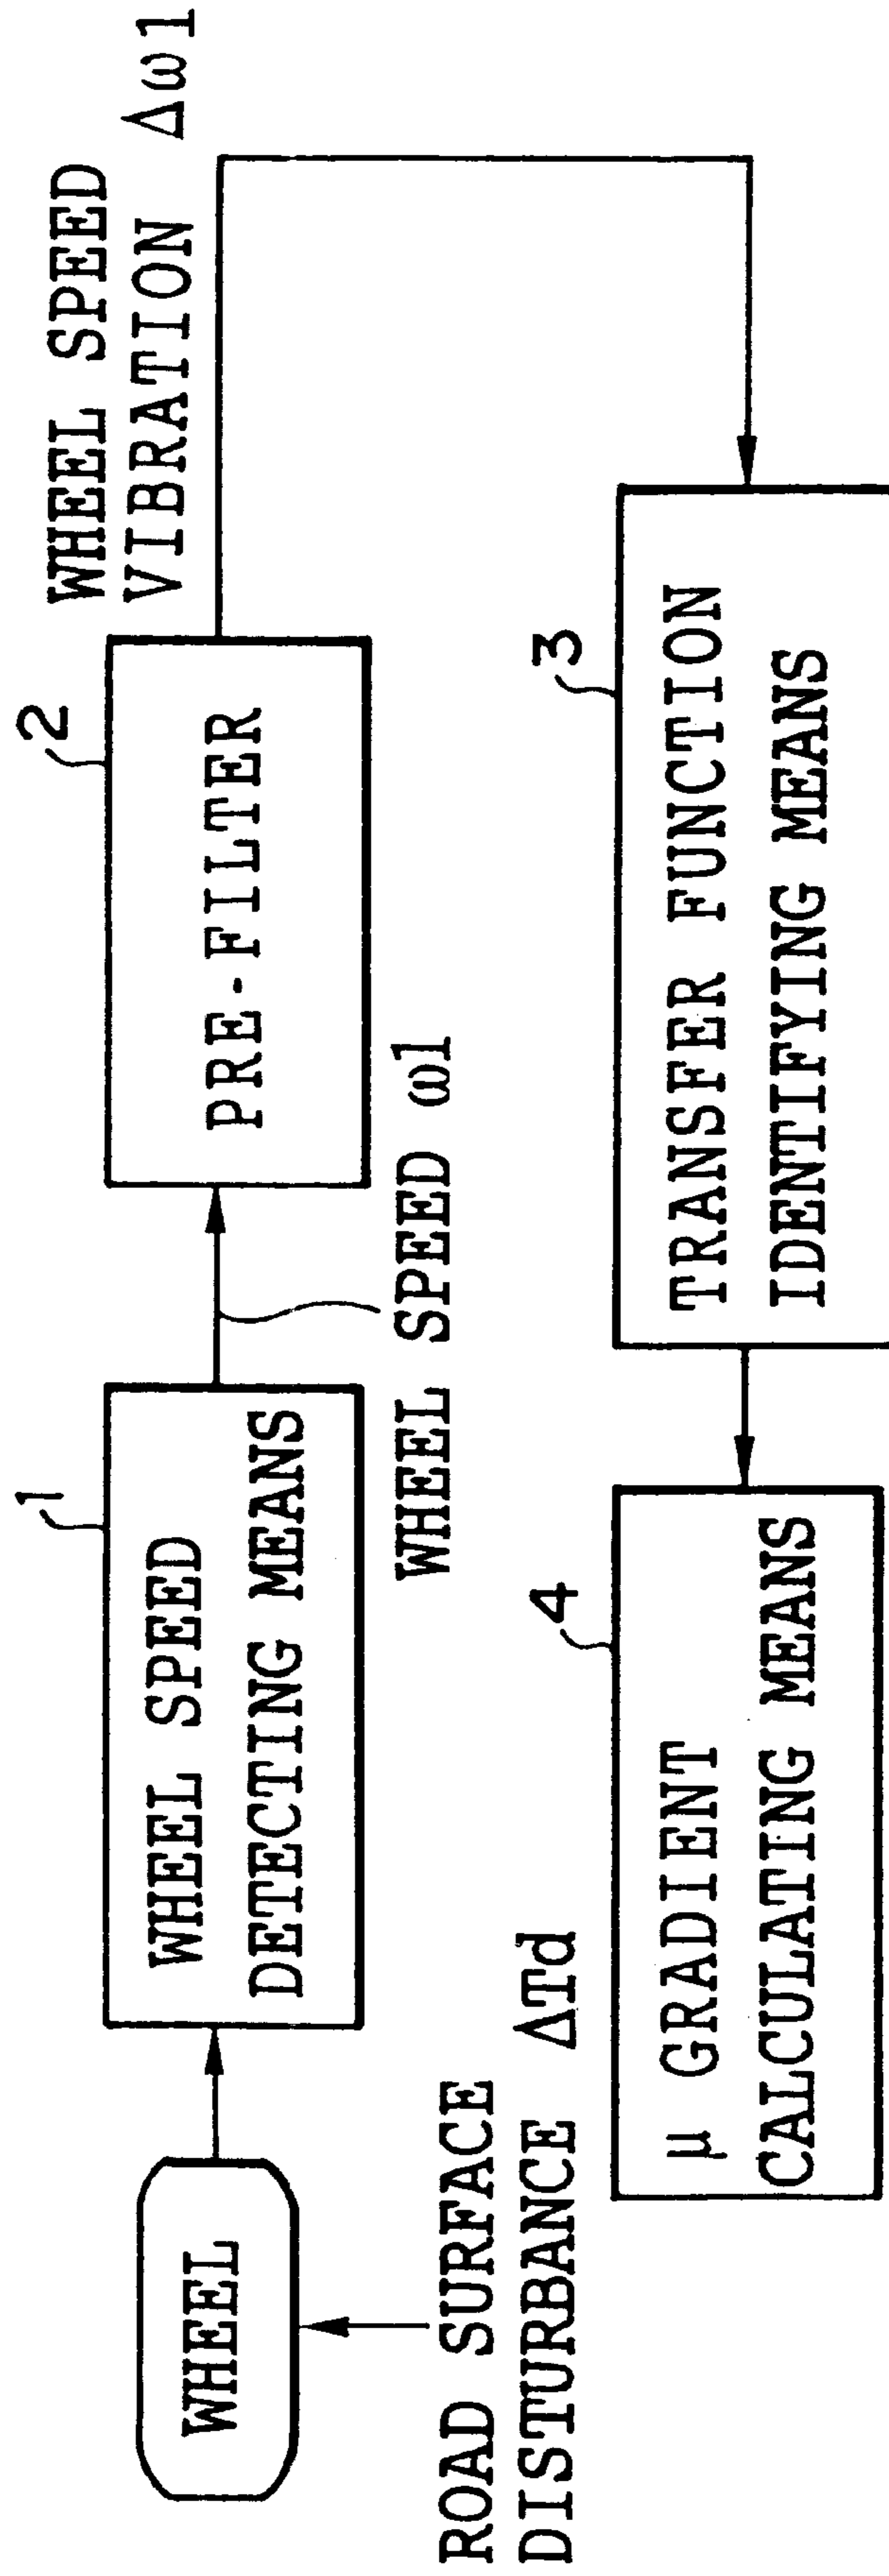 WHEEL
ROAD SURFACE
DISTURBANCE ΔTd
1
WHEEL SPEED
DETECTING MEANS
WHEEL SPEED ω1
2
PRE-FILTER
WHEEL SPEED
VIBRATION Δω1
3
TRANSFER FUNCTION
IDENTIFYING MEANS
4
μ GRADIENT
CALCULATING MEANS